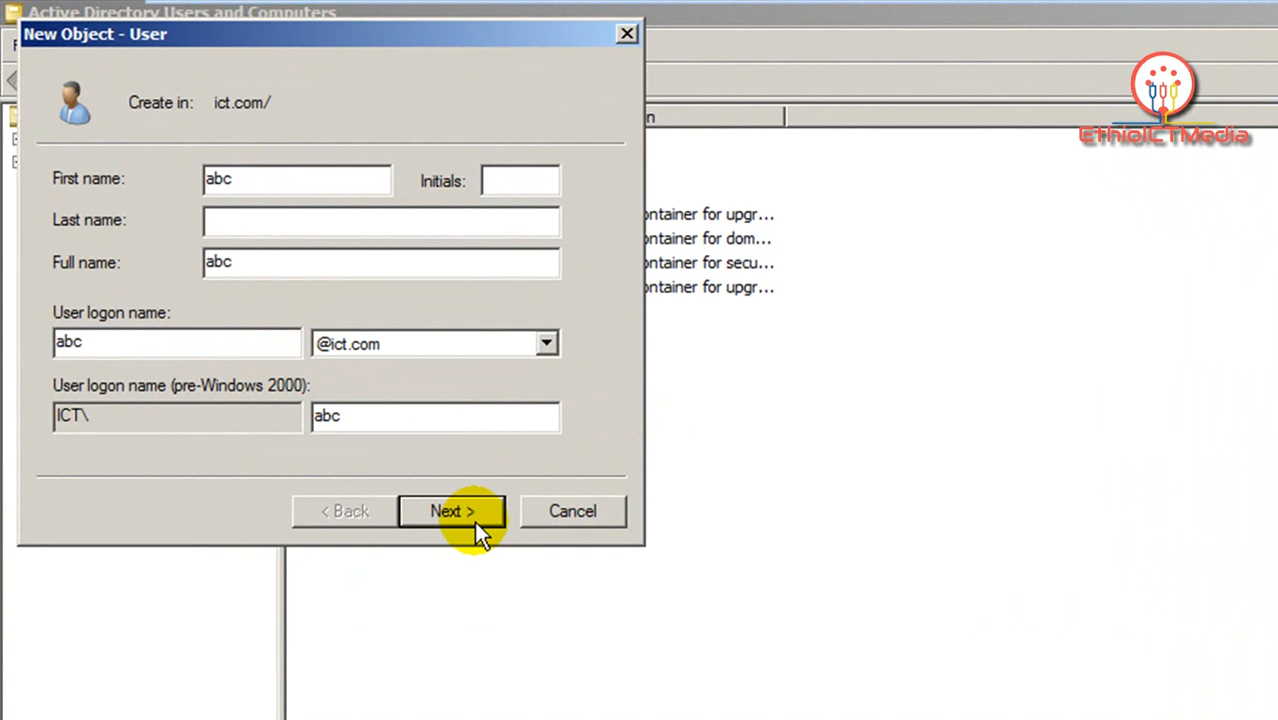 Active Directory Users and Computers
New Object - User
Create in: ict.com/
First name: abc Initials:
Last name:
Full name: abc
User logon name:
abc @ict.com
User logon name (pre-Windows 2000):
ICT\ abc
< Back Next > Cancel
ontainer for upgr...
ontainer for dom...
ontainer for secu...
ontainer for upgr...
EthioICTMedia